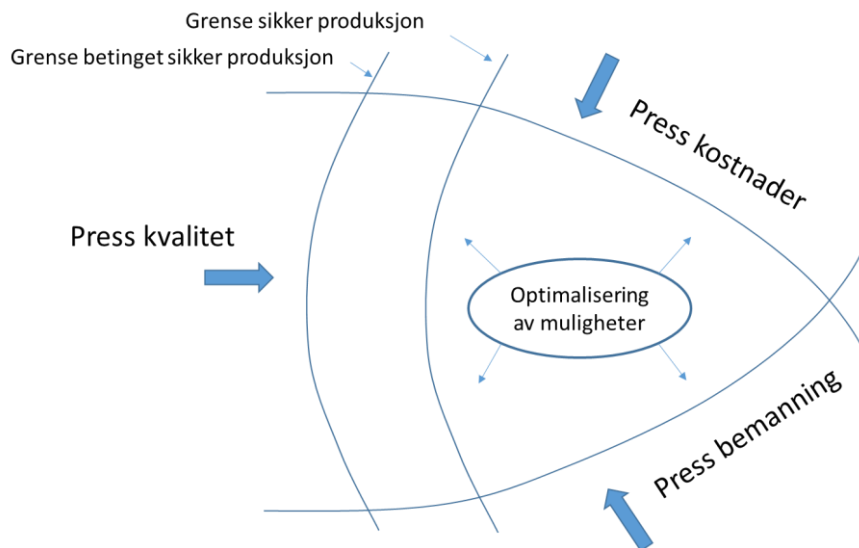 Grense sikker produksjon
Grense betinget sikker produksjon
Press kostnader
Press kvalitet
Optimalisering
av muligheter
Press bemanning